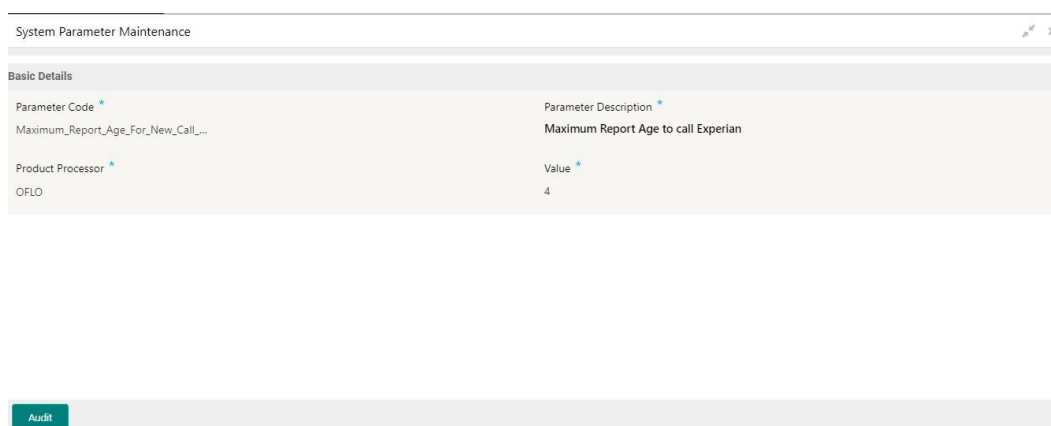 System Parameter Maintenance
Basic Details
Parameter Code *
Parameter Description *
Maximum_Report_Age_For_New_Call_...
Maximum Report Age to call Experian
Product Processor *
Value *
OFLO
4
Audit